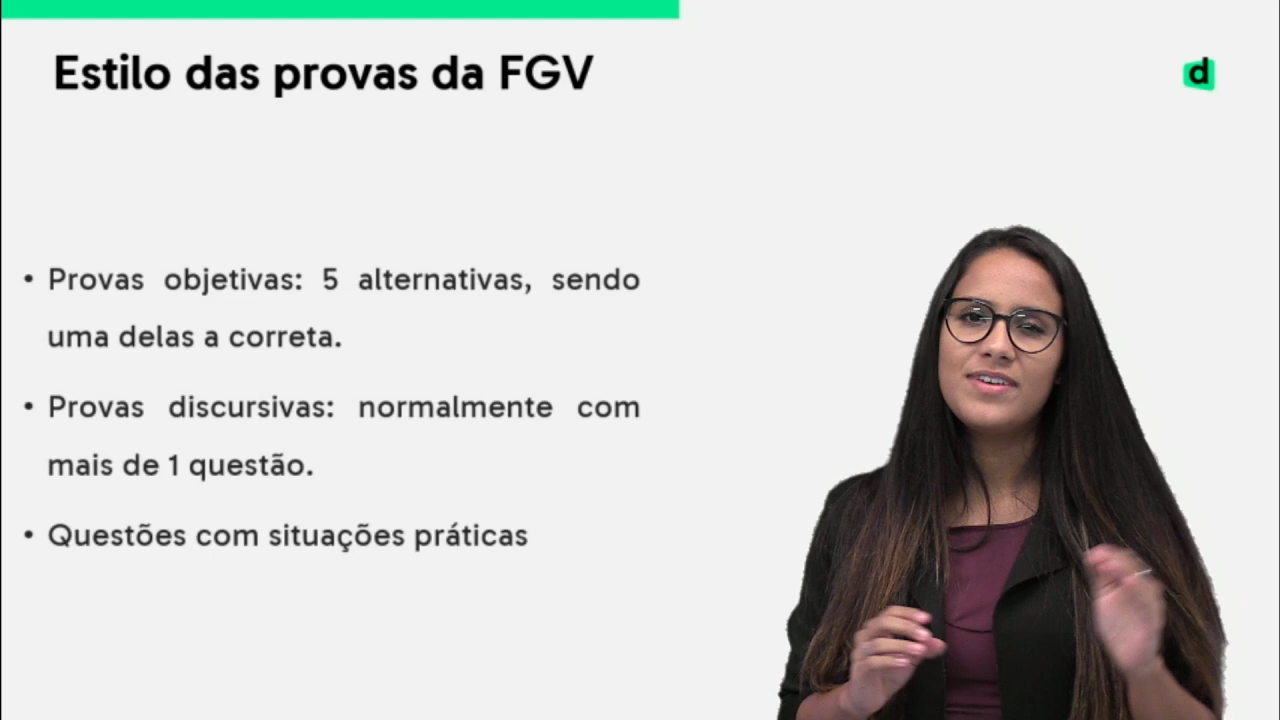 Estilo das provas da FGV
d
• Provas objetivas: 5 alternativas, sendo
uma delas a correta.
• Provas discursivas: normalmente com
mais de 1 questão.
• Questões com situações práticas